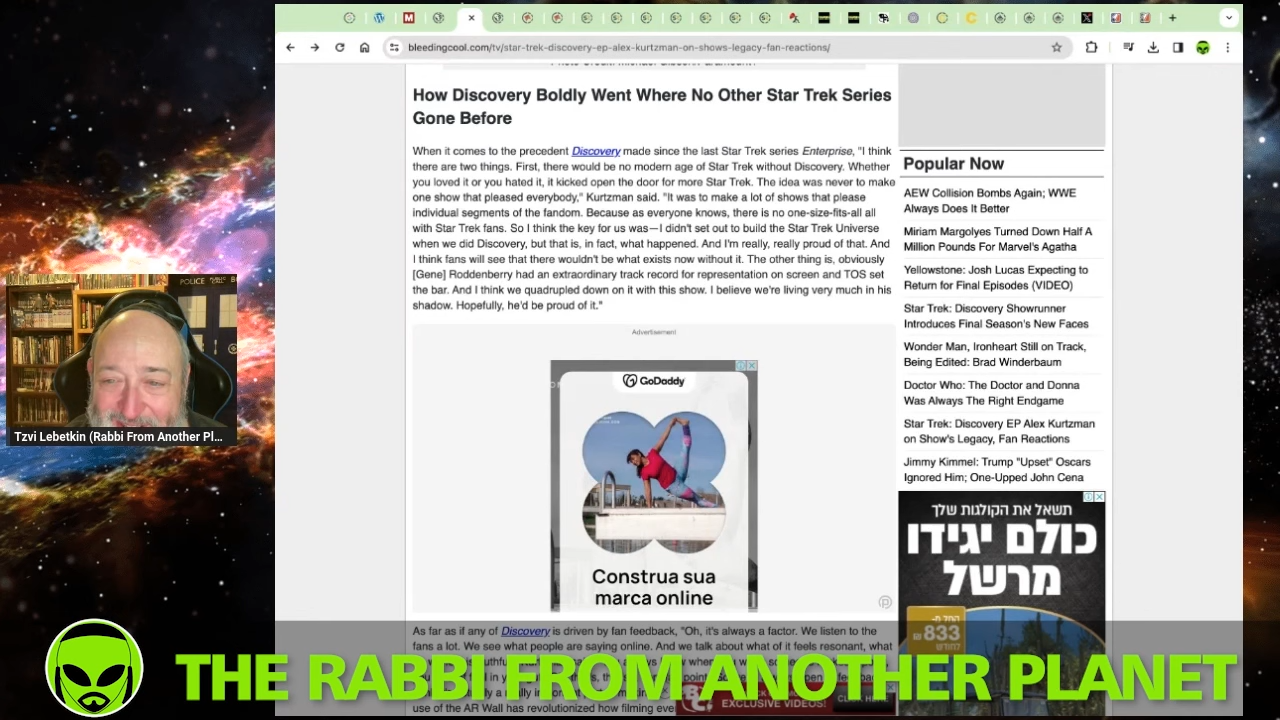 bleedingcool.com/tv/star-trek-discovery-ep-alex-kurtzman-on-shows-legacy-fan-reactions/
How Discovery Boldly Went Where No Other Star Trek Series
Gone Before
When it comes to the precedent Discovery made since the last Star Trek series Enterprise, "I think
there are two things. First, there would be no modern age of Star Trek without Discovery. Whether
you loved it or you hated it, it kicked open the door for more Star Trek. The idea was never to make
one show that pleased everybody," Kurtzman said. "It was to make a lot of shows that please
individual segments of the fandom. Because as everyone knows, there is no one-size-fits-all all
with Star Trek fans. So I think the key for us was—I didn't set out to build the Star Trek Universe
when we did Discovery, but that is, in fact, what happened. And I'm really, really proud of that. And
I think fans will see that there wouldn't be what exists now without it. The other thing is, obviously
[Gene] Roddenberry had an extraordinary track record for representation on screen and TOS set
the bar. And I think we quadrupled down on it with this show. I believe we're living very much in his
shadow. Hopefully, he'd be proud of it."
Advertisement
GoDaddy
Construa sua
marca online
As far as if any of Discovery is driven by fan feedback, "Oh, it's always a factor. We listen to the
fans a lot. We see what people are saying online. And we talk about what of it feels resonant, what
use of the AR Wall has revolutionized how filming
EXCLUSIVE VIDEOS!
CLICK HERE
Popular Now
AEW Collision Bombs Again; WWE
Always Does It Better
Miriam Margolyes Turned Down Half A
Million Pounds For Marvel's Agatha
Yellowstone: Josh Lucas Expecting to
Return for Final Episodes (VIDEO)
Star Trek: Discovery Showrunner
Introduces Final Season's New Faces
Wonder Man, Ironheart Still on Track,
Being Edited: Brad Winderbaum
Doctor Who: The Doctor and Donna
Was Always The Right Endgame
Star Trek: Discovery EP Alex Kurtzman
on Show's Legacy, Fan Reactions
Jimmy Kimmel: Trump "Upset" Oscars
Ignored Him; One-Upped John Cena
תשאל את הקולגות שלך
כולם יגידו
מרשל
החל מ-
833 ₪
לחודש
POLICE
Tzvi Lebetkin (Rabbi From Another Pl...
THE RABBI FROM ANOTHER PLANET